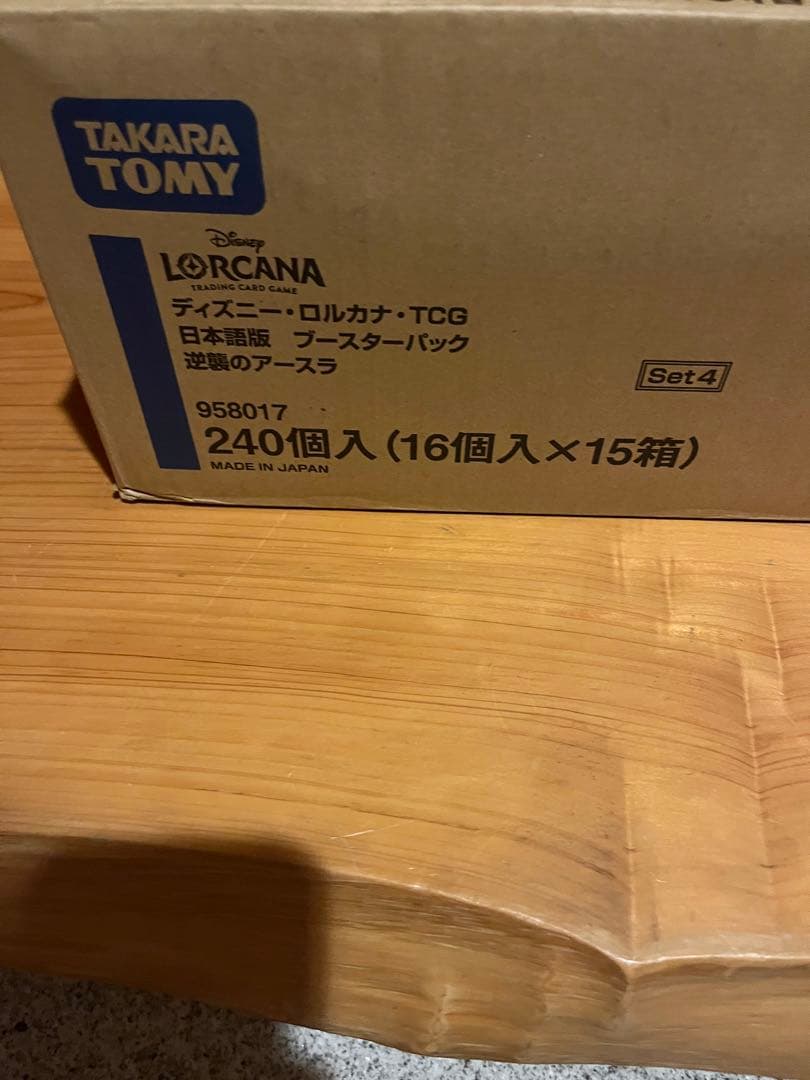 TAKARA
TOMY
Disney
LORCANA
TRADING CARD GAME
ディズニー・ロルカナ・TCG
日本語版 ブースターパック
逆襲のアースラ
Set4
958017
240個入(16個入×15箱)
MADE IN JAPAN